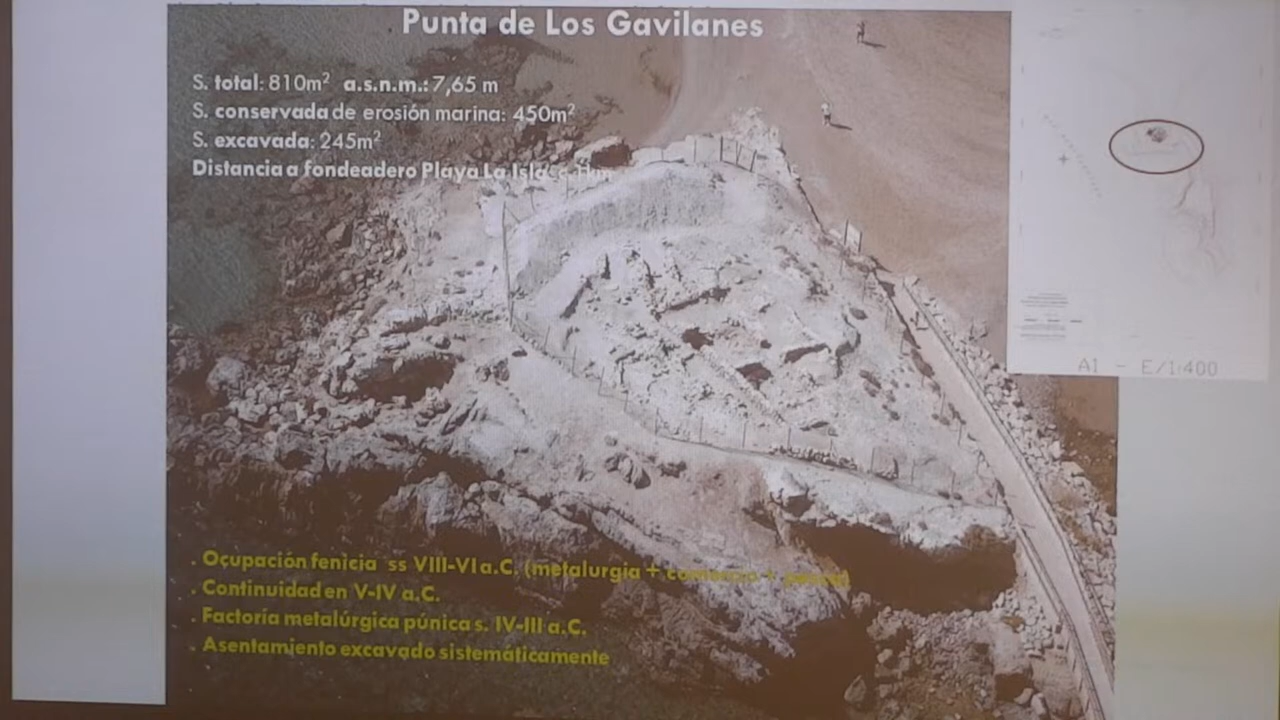 Punta de Los Gavilanes
S. total: 810m² a.s.n.m.: 7,65 m
S. conservada de erosión marina: 450m²
S. excavada: 245m²
Distancia a fondeadero Playa La Isla
A1 - E/1:400
. Ocupación fenicia ss VIII-VI a.C. (metalurgia + comercio + pesca)
. Continuidad en V-IV a.C.
. Factoría metalúrgica púnica s. IV-III a.C.
. Asentamiento excavado sistemáticamente